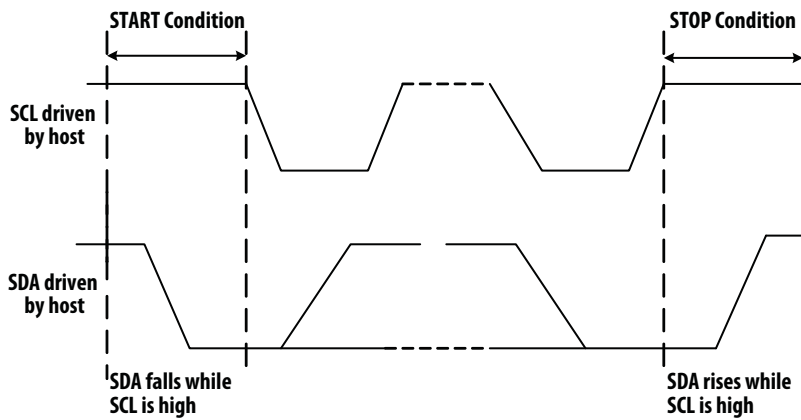 START Condition
STOP Condition
SCL driven
by host
SDA driven
by host
SDA falls while
SCL is high
SDA rises while
SCL is high